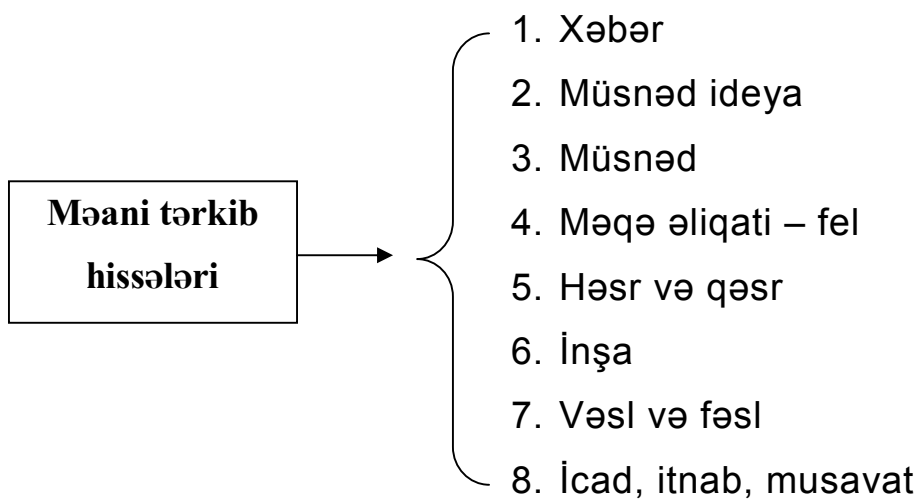 Məani tərkib
hissələri
1. Xəbər
2. Müsnəd ideya
3. Müsnəd
4. Məqə əliqati – fel
5. Həsr və qəsr
6. İnşa
7. Vəsl və fəsl
8. İcad, itnab, musavat